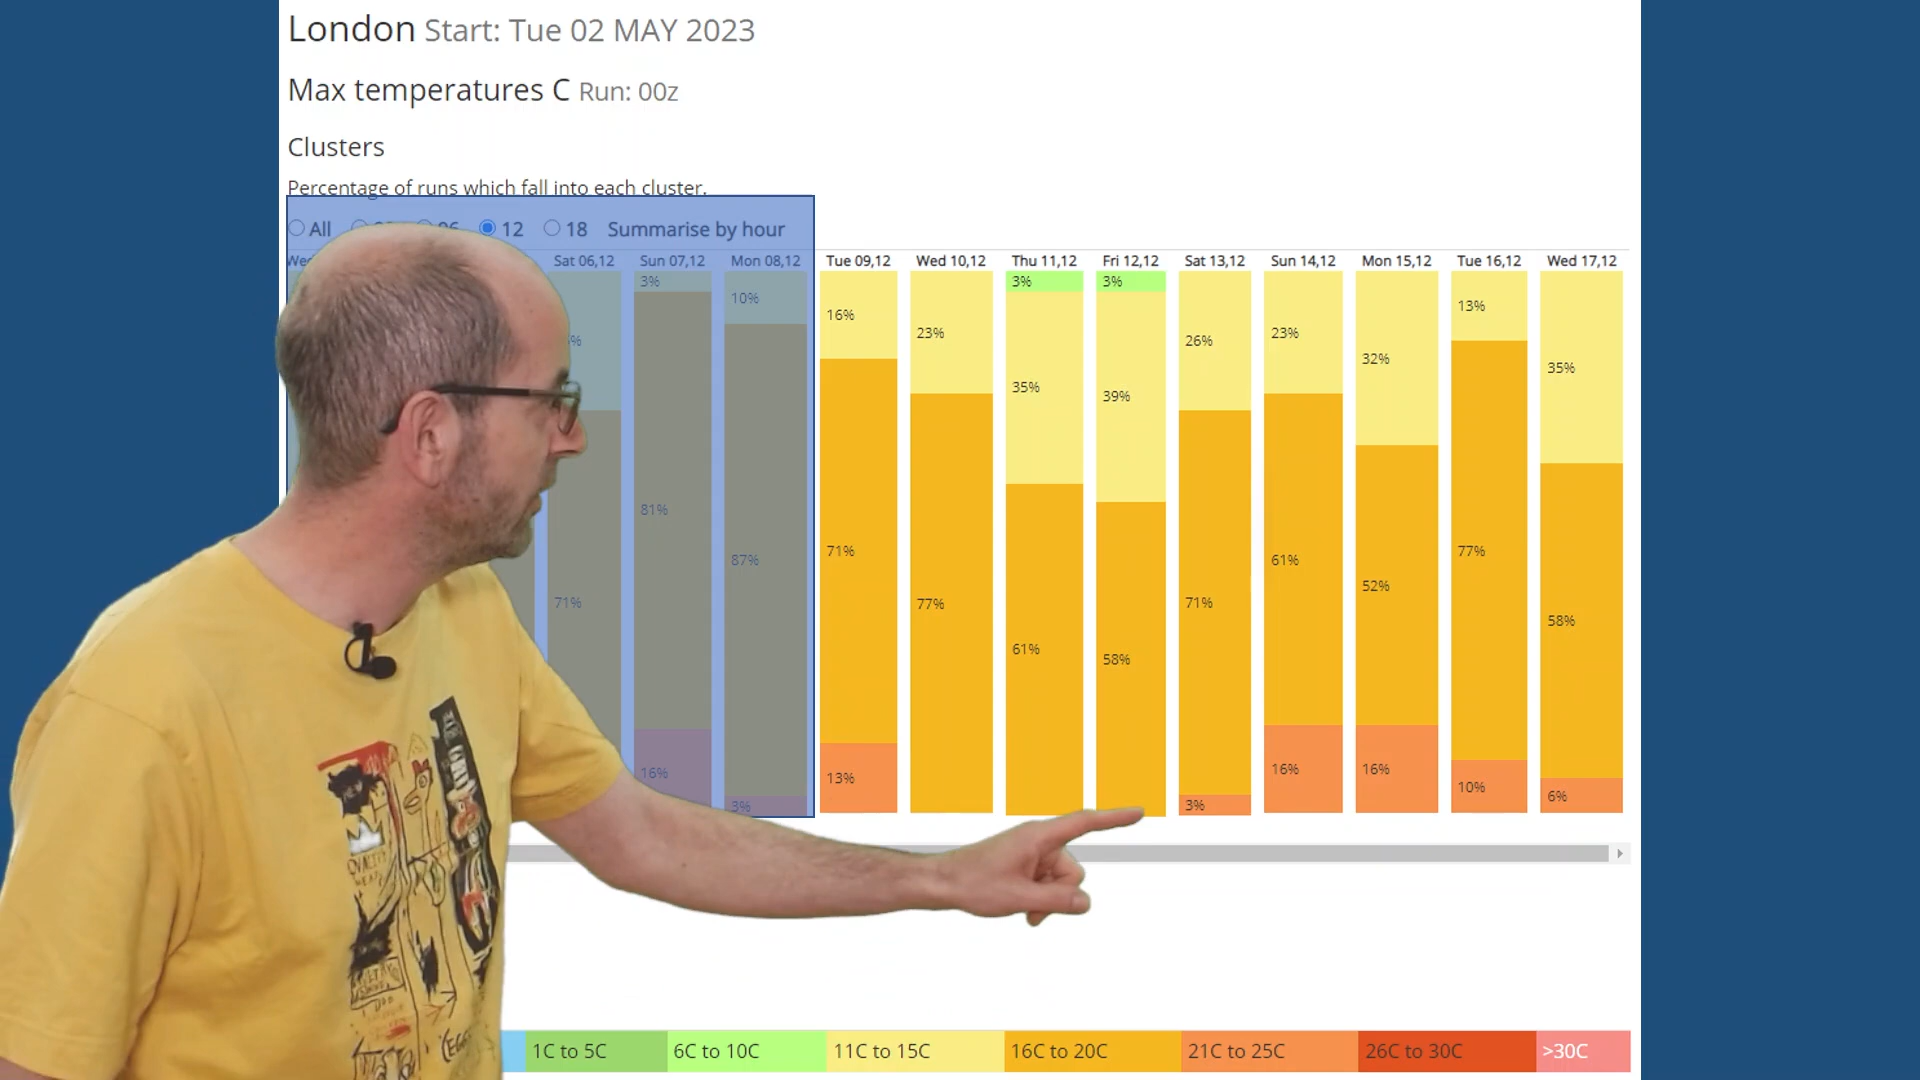 London Start: Tue 02 MAY 2023
Max temperatures C Run: 00z
Clusters
Percentage of runs which fall into each cluster.
All 06 12 18 Summarise by hour
Sat 06,12 Sun 07,12 Mon 08,12 Tue 09,12 Wed 10,12 Thu 11,12 Fri 12,12 Sat 13,12 Sun 14,12 Mon 15,12 Tue 16,12 Wed 17,12
3% 3% 3%
10% 13%
16%
23% 23%
26%
32%
35% 35%
39%
81%
71% 77%
87% 61%
52%
71% 77% 71%
58%
61%
58%
16% 16% 16%
13% 10%
3% 3% 6%
1C to 5C 6C to 10C 11C to 15C 16C to 20C 21C to 25C 26C to 30C >30C